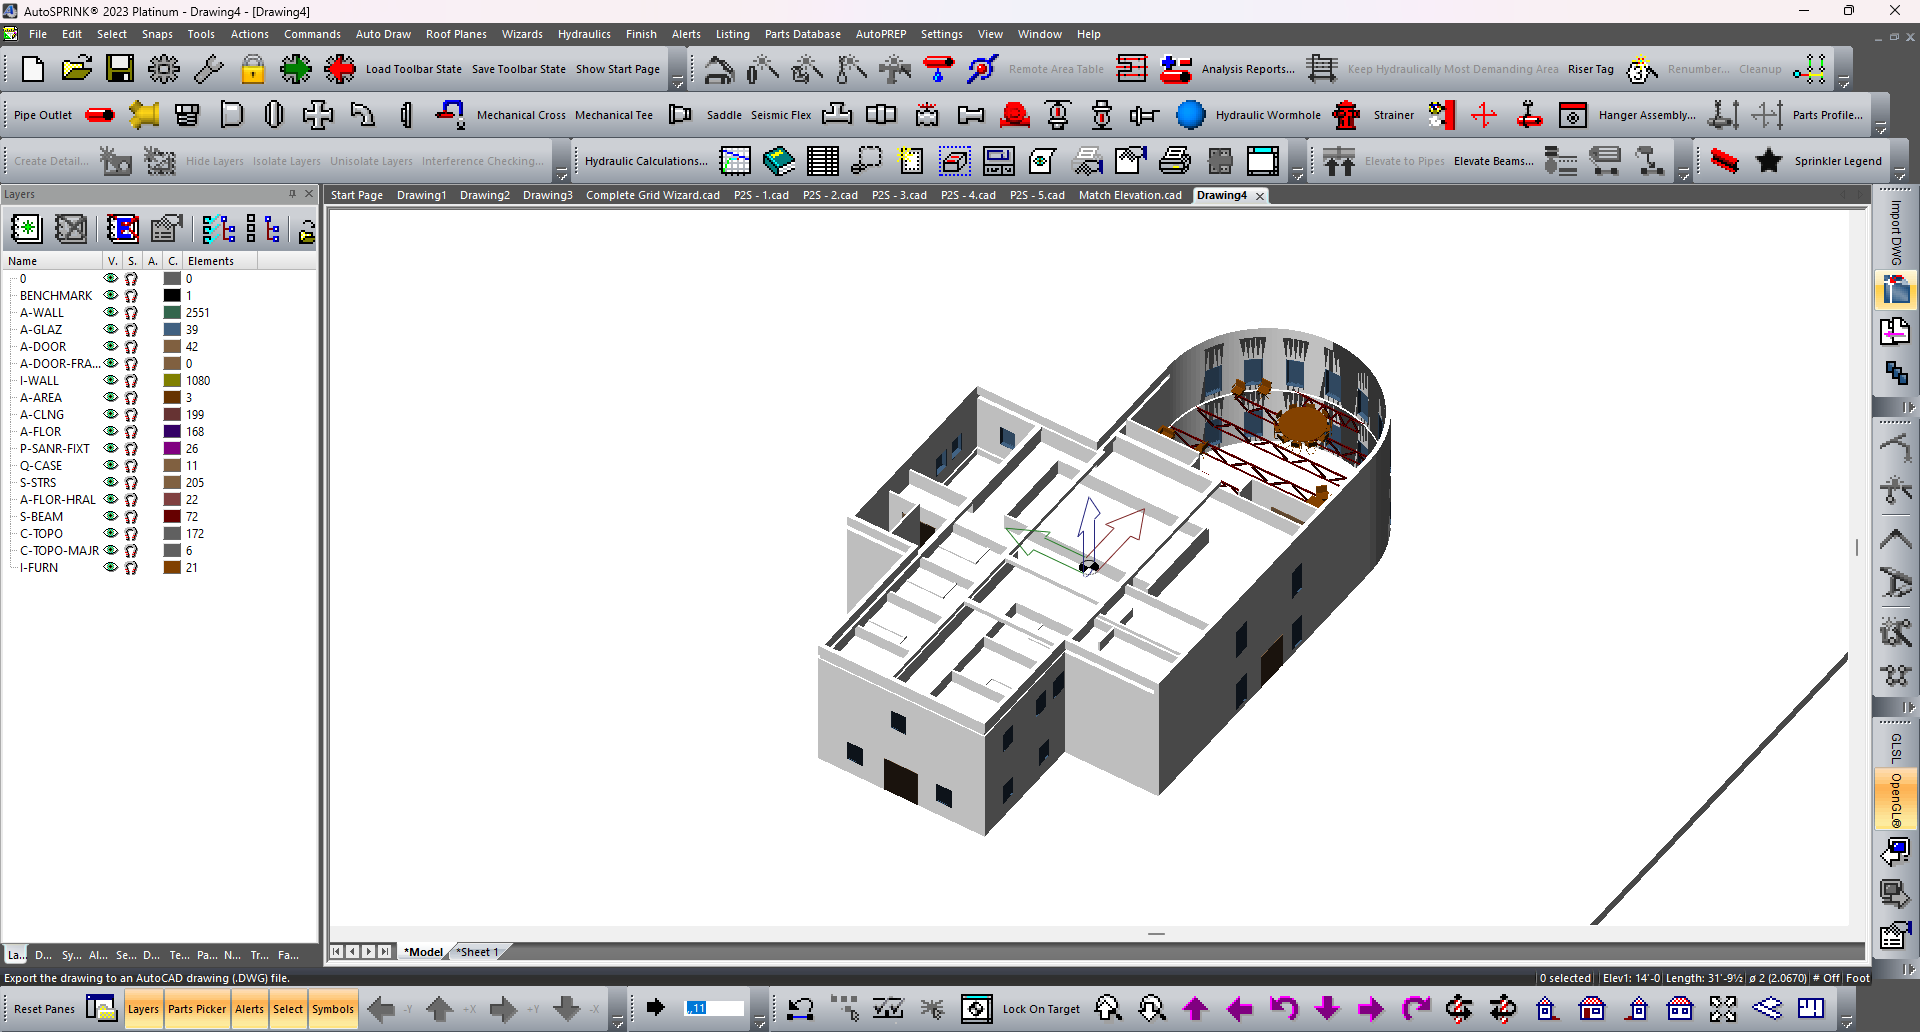 AutoSPRINK® 2023 Platinum - Drawing4 - [Drawing4]
File Edit Select Snaps Tools Actions Commands Auto Draw Roof Planes Wizards Hydraulics Finish Alerts Listing Parts Database AutoPREP Settings View Window Help
Load Toolbar State Save Toolbar State Show Start Page Remote Area Table Analysis Reports... Keep Hydraulically Most Demanding Area Riser Tag Renumber... Cleanup
Pipe Outlet Mechanical Cross Mechanical Tee Saddle Seismic Flex Hydraulic Wormhole Strainer Hanger Assembly... Parts Profile...
Create Detail... Hide Layers Isolate Layers Unisolate Layers Interference Checking... Hydraulic Calculations... Elevate to Pipes Elevate Beams... Sprinkler Legend
Layers
Start Page Drawing1 Drawing2 Drawing3 Complete Grid Wizard.cad P2S - 1.cad P2S - 2.cad P2S - 3.cad P2S - 4.cad P2S - 5.cad Match Elevation.cad Drawing4
Name V. S. A. C. Elements
0 0
BENCHMARK 1
A-WALL 2551
A-GLAZ 39
A-DOOR 42
A-DOOR-FRA... 0
I-WALL 1080
A-AREA 3
A-CLNG 199
A-FLOR 168
P-SANR-FIXT 26
Q-CASE 11
S-STRS 205
A-FLOR-HRAL 22
S-BEAM 72
C-TOPO 172
C-TOPO-MAJR 6
I-FURN 21
Import DWG
GLSL
OpenGL®
La... D... Sy... Al... Se... D... Te... Pa... N... Tr... Fa...
*Model *Sheet 1
Export the drawing to an AutoCAD drawing (.DWG) file.
0 selected Elev1: 14'-0 Length: 31'-9½ ø 2 (2.0670) # Off Foot
Reset Panes Layers Parts Picker Alerts Select Symbols -Y +X +Y -X ,,11 Lock On Target